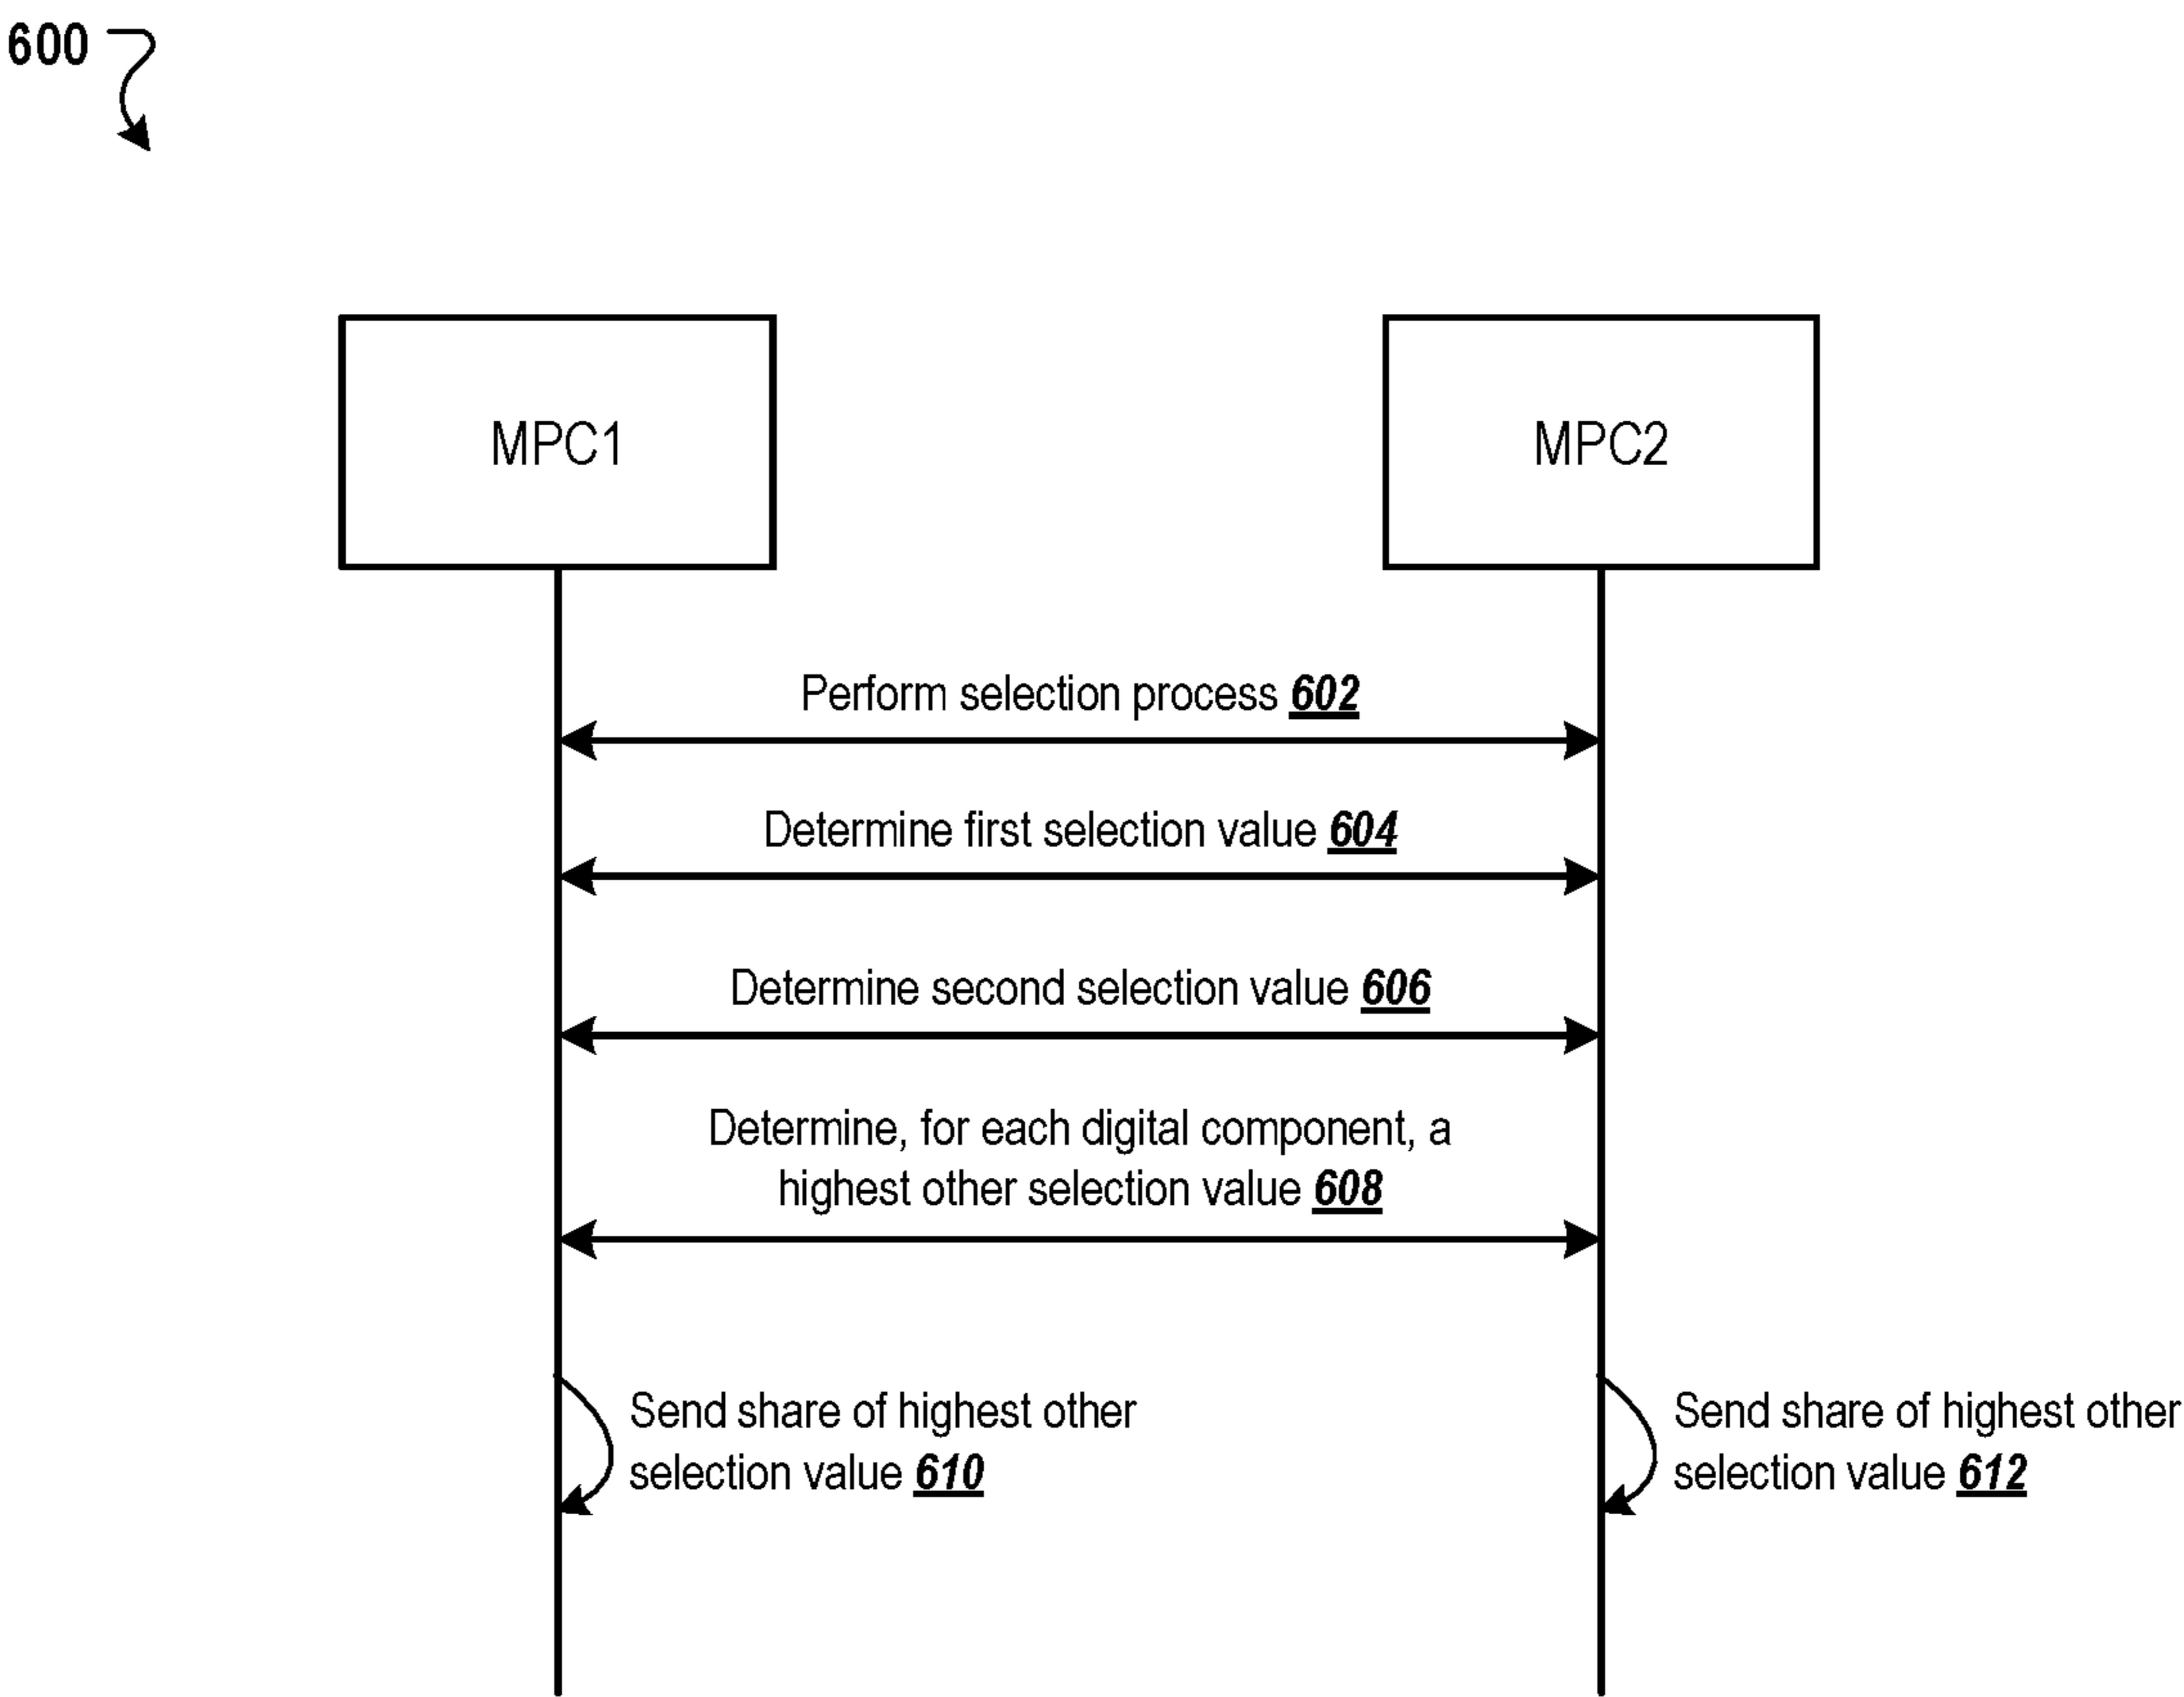 600
MPC1
MPC2
Perform selection process 602
Determine first selection value 604
Determine second selection value 606
Determine, for each digital component, a
highest other selection value 608
Send share of highest other
selection value 610
Send share of highest other
selection value 612